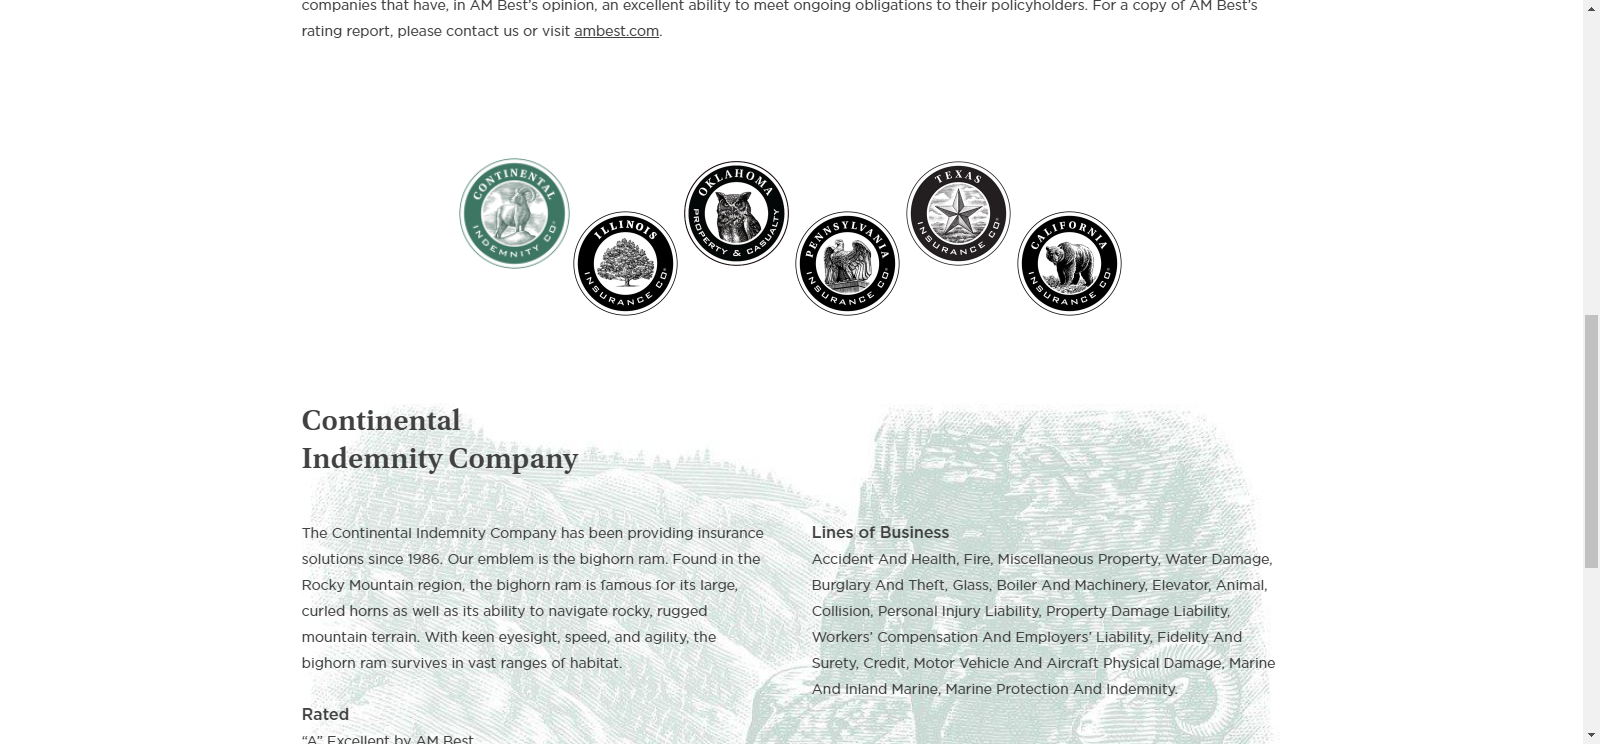 companies that have, in AM Best's opinion, an excellent ability to meet ongoing obligations to their policyholders. For a copy of AM Best's
rating report, please contact us or visit ambest.com.
CONTINENTAL
INDEMNITY CO
ILLINOIS
INSURANCE CO
OKLAHOMA
PROPERTY & CASUALTY
PENNSYLVANIA
INSURANCE CO
TEXAS
INSURANCE CO
CALIFORNIA
INSURANCE CO
Continental
Indemnity Company
The Continental Indemnity Company has been providing insurance
solutions since 1986. Our emblem is the bighorn ram. Found in the
Rocky Mountain region, the bighorn ram is famous for its large,
curled horns as well as its ability to navigate rocky, rugged
mountain terrain. With keen eyesight, speed, and agility, the
bighorn ram survives in vast ranges of habitat.
Rated
“A” Excellent by AM Best
Lines of Business
Accident And Health, Fire, Miscellaneous Property, Water Damage,
Burglary And Theft, Glass, Boiler And Machinery, Elevator, Animal,
Collision, Personal Injury Liability, Property Damage Liability,
Workers’ Compensation And Employers’ Liability, Fidelity And
Surety, Credit, Motor Vehicle And Aircraft Physical Damage, Marine
And Inland Marine, Marine Protection And Indemnity.